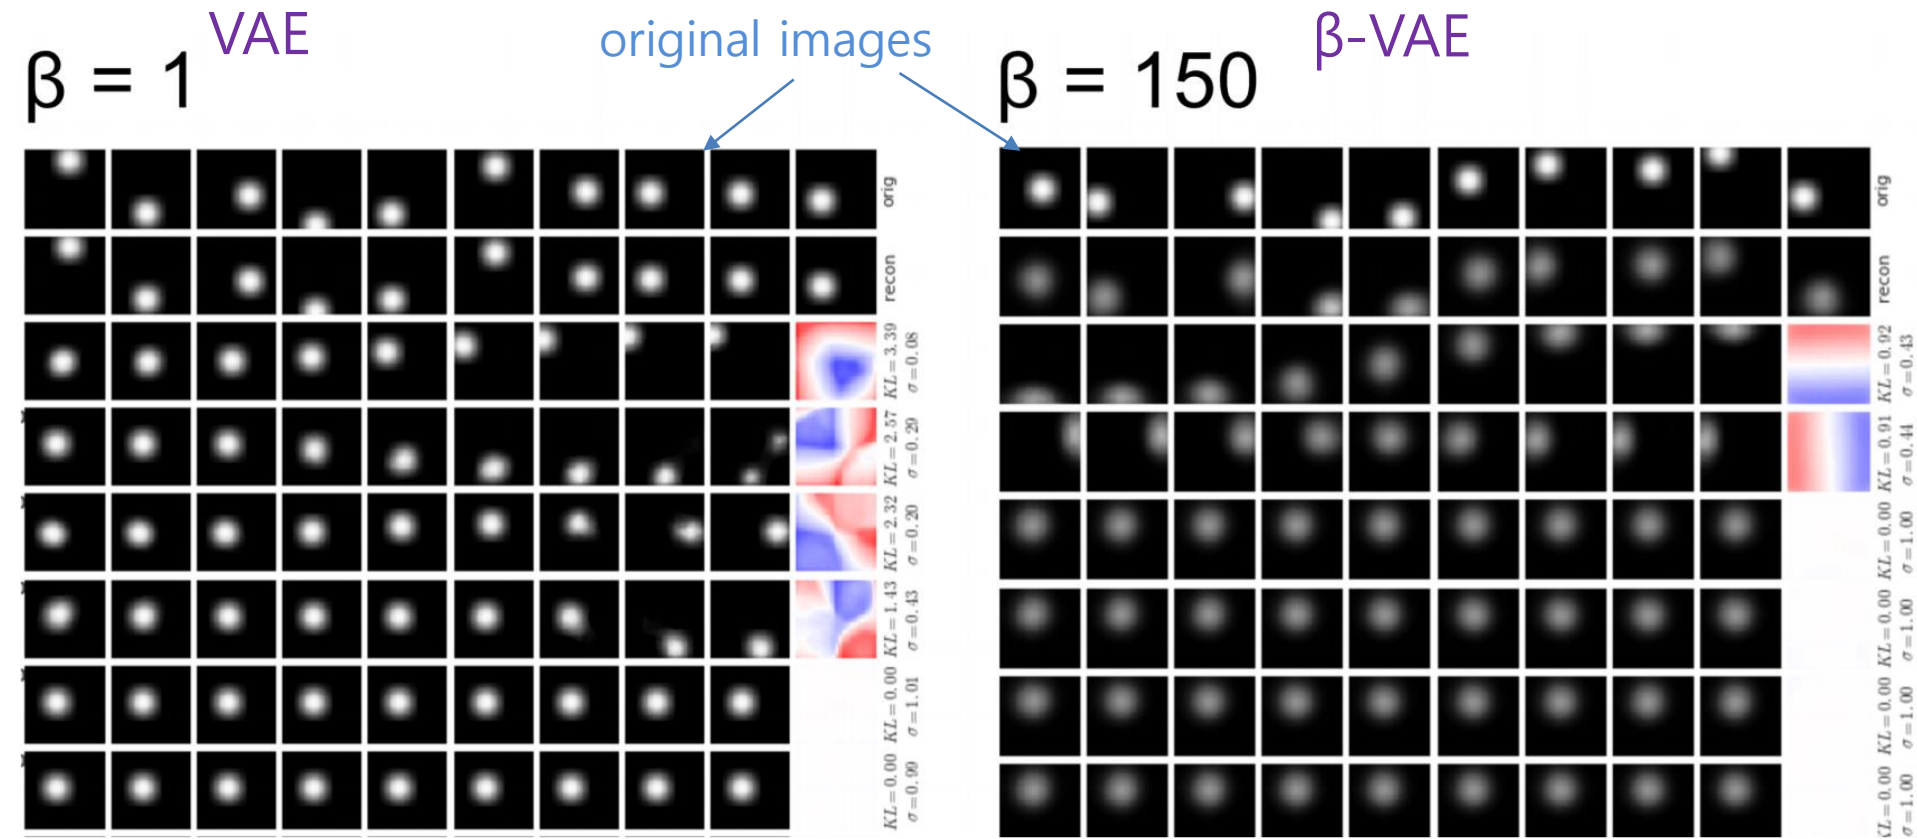 VAE
original images
β-VAE
β = 1
β = 150
orig
recon
KL = 3.39
σ = 0.08
KL = 2.57
σ = 0.29
KL = 2.32
σ = 0.20
KL = 1.43
σ = 0.43
KL = 0.00
σ = 1.01
KL = 0.00
σ = 0.99
orig
recon
KL = 0.92
σ = 0.43
KL = 0.91
σ = 0.44
KL = 0.00
σ = 1.00
KL = 0.00
σ = 1.00
KL = 0.00
σ = 1.00
KL = 0.00
σ = 1.00